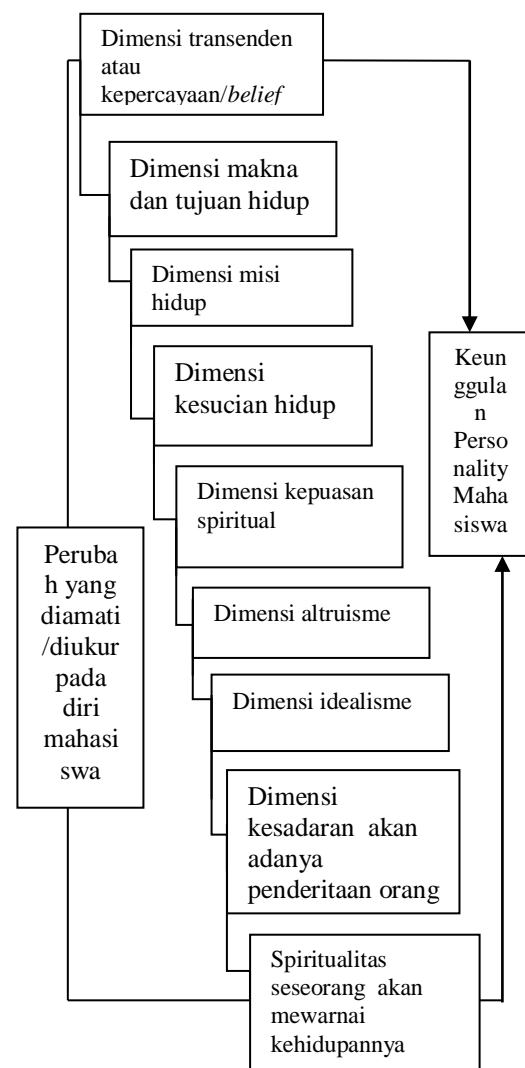 Dimensi transenden
atau
kepercayaan/belief
Dimensi makna
dan tujuan hidup
Dimensi misi
hidup
Dimensi
kesucian hidup
Dimensi kepuasan
spiritual
Dimensi altruisme
Dimensi idealisme
Dimensi
kesadaran akan
adanya
penderitaan orang
Spiritualitas
seseorang akan
mewarnai
kehidupannya
Peruba
h yang
diamati
/diukur
pada
diri
mahasi
swa
Keun
ggula
n
Perso
nality
Maha
siswa